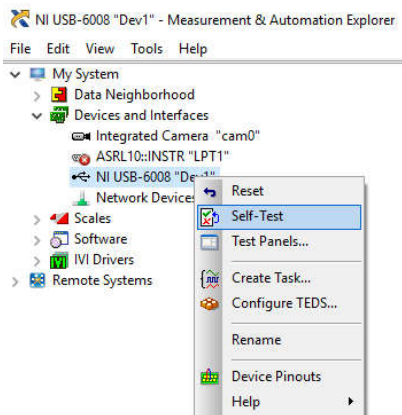 NI USB-6008 "Dev1" - Measurement & Automation Explorer
File Edit View Tools Help
My System
Data Neighborhood
Devices and Interfaces
Integrated Camera "cam0"
ASRL10::INSTR "LPT1"
NI USB-6008 "Dev1"
Network Devices
Scales
Software
IVI Drivers
Remote Systems
Reset
Self-Test
Test Panels...
Create Task...
Configure TEDS...
Rename
Device Pinouts
Help